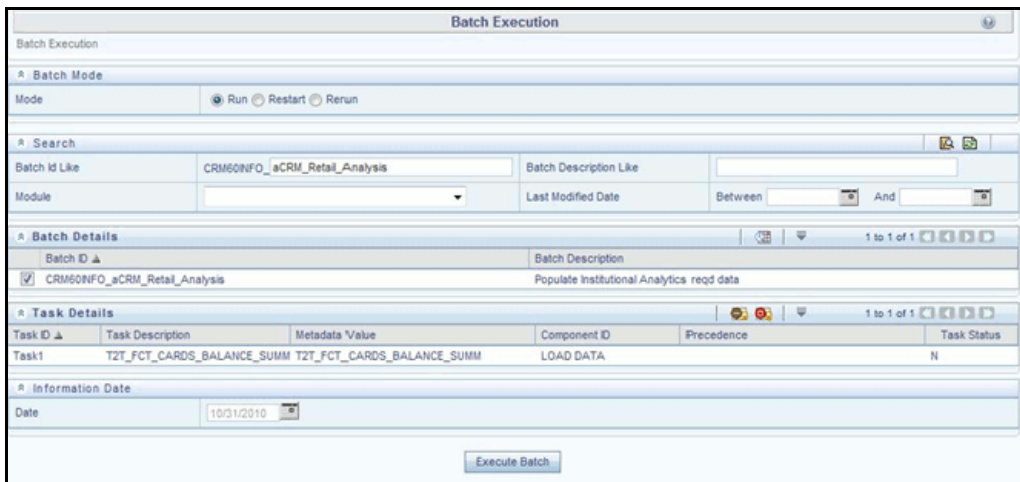 Batch Execution
Batch Execution
Batch Mode
Mode Run Restart Rerun
Search
Batch Id Like CRM60INFO_ aCRM_Retail_Analysis Batch Description Like
Module Last Modified Date Between And
Batch Details 1 to 1 of 1
Batch ID Batch Description
CRM60INFO_aCRM_Retail_Analysis Populate Institutional Analytics reqd data
Task Details 1 to 1 of 1
Task ID Task Description Metadata Value Component ID Precedence Task Status
Task1 T2T_FCT_CARDS_BALANCE_SUMM T2T_FCT_CARDS_BALANCE_SUMM LOAD DATA N
Information Date
Date 10/31/2010
Execute Batch